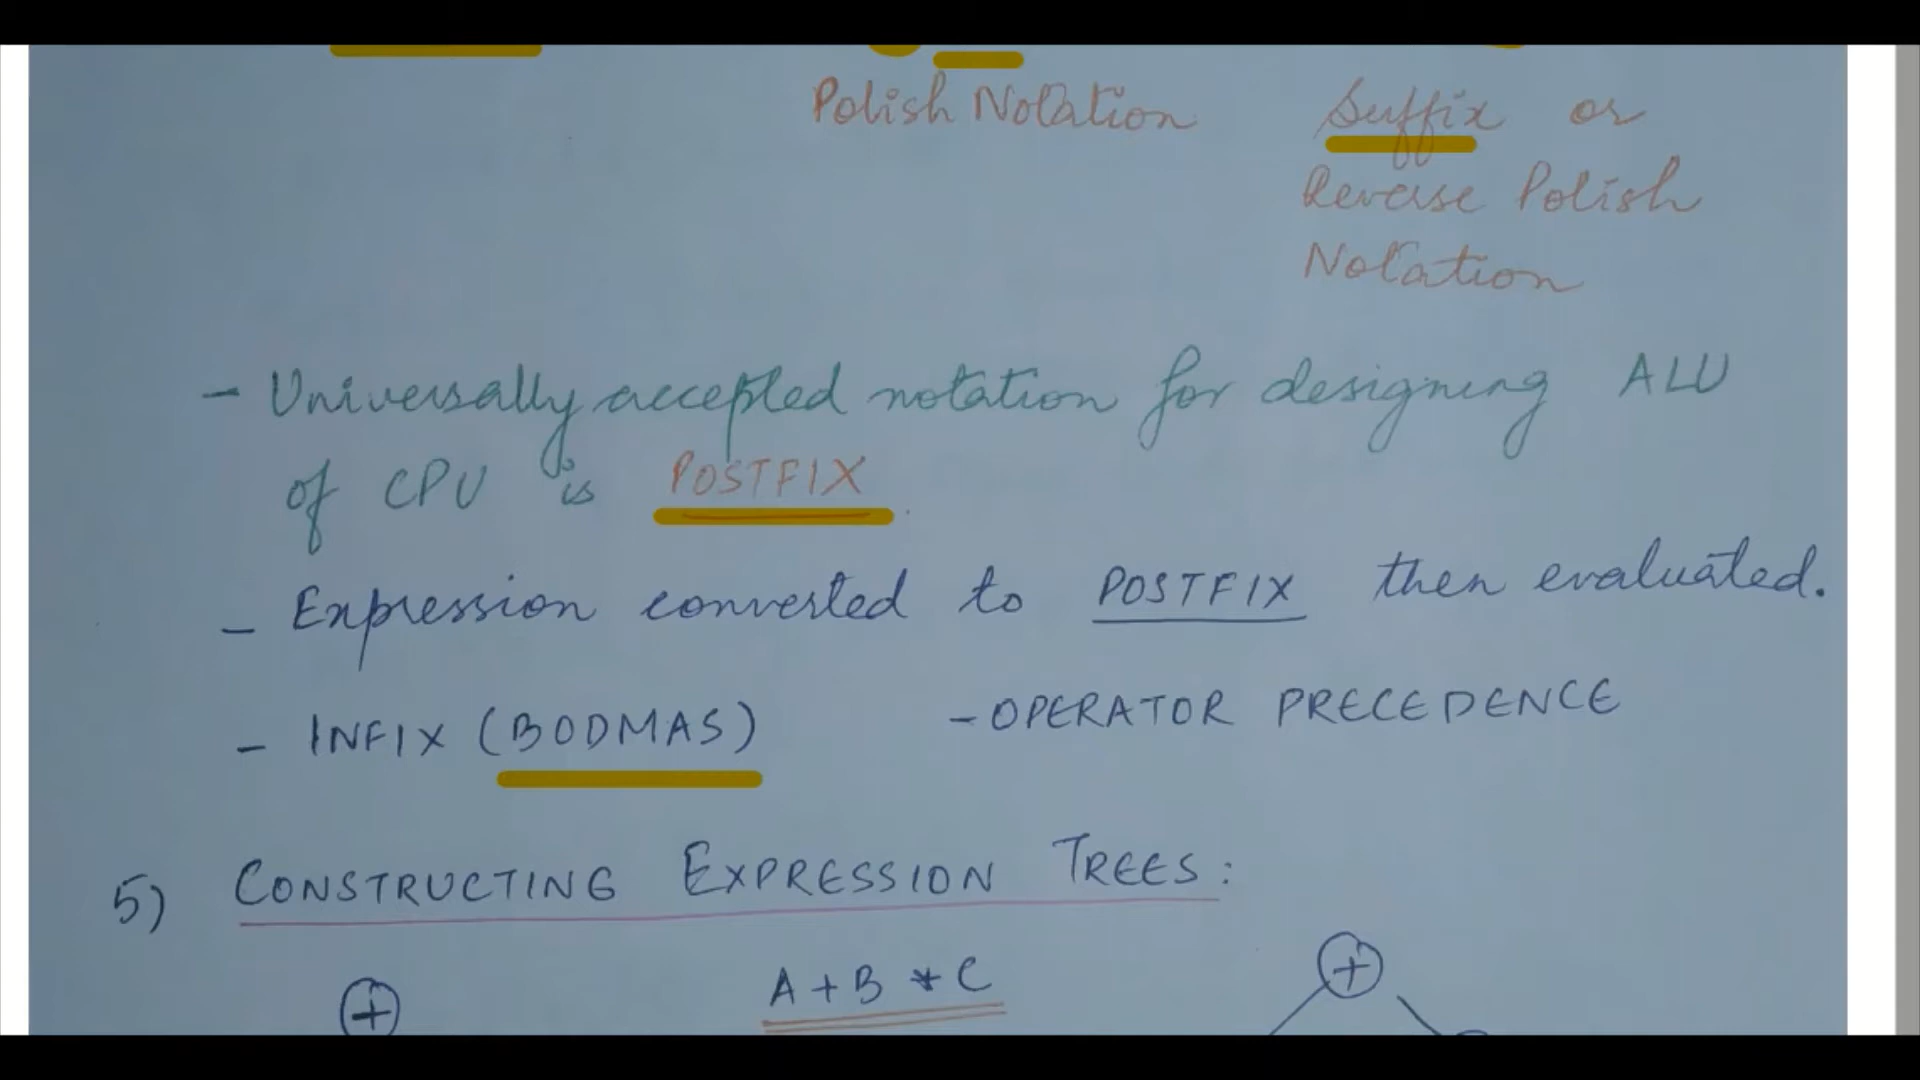 Polish Notation
Suffix or
Reverse Polish
Notation
- Universally accepted notation for designing ALU
of CPU is POSTFIX
- Expression converted to POSTFIX then evaluated.
- INFIX (BODMAS) - OPERATOR PRECEDENCE
5) CONSTRUCTING EXPRESSION TREES:
A + B * C
+
+